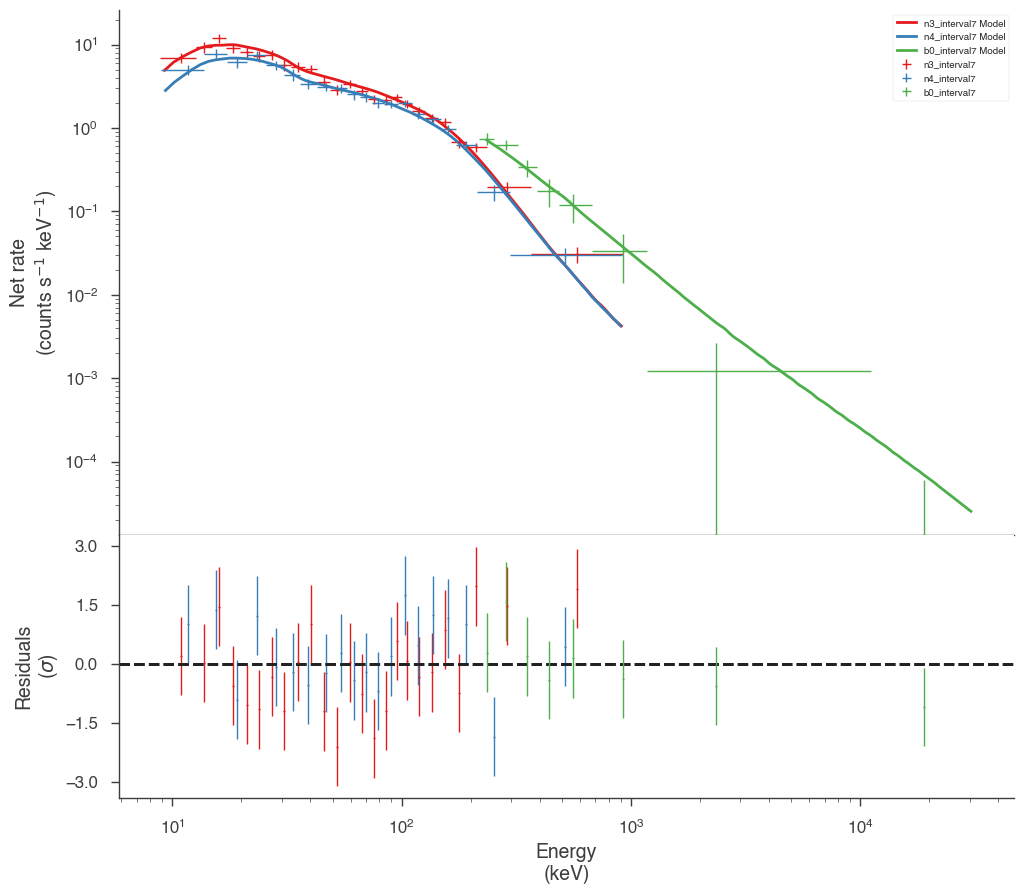 10^1
10^0
10^−1
10^−2
10^−3
10^−4
Net rate
(counts s^−1 keV^−1)
n3_interval7 Model
n4_interval7 Model
b0_interval7 Model
n3_interval7
n4_interval7
b0_interval7
3.0
1.5
0.0
−1.5
−3.0
Residuals
(σ)
10^1 10^2 10^3 10^4
Energy
(keV)